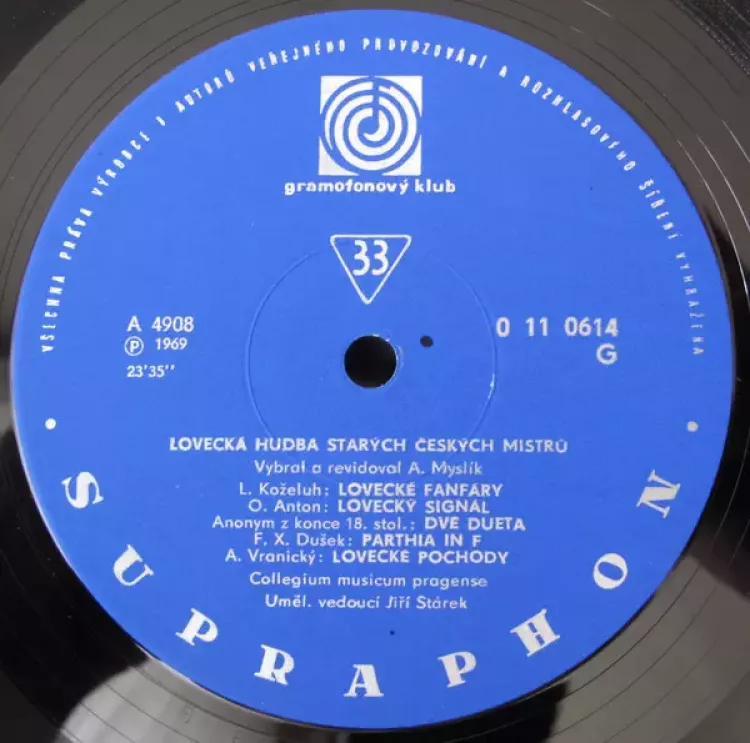 VŠECHNA PRÁVA VÝROBCE I AUTORŮ VEŘEJNÉHO PROVOZOVÁNÍ A ROZHLASOVÉHO ŠÍŘENÍ VYHRAŽENA
gramofonový klub
33
A 4908
Ⓟ 1969
23'35''
0 11 0614
G
LOVECKÁ HUDBA STARÝCH ČESKÝCH MISTRŮ
Vybral a revidoval A. Myslík
L. Koželuh: LOVECKÉ FANFÁRY
O. Anton: LOVECKÝ SIGNÁL
Anonym z konce 18. stol.: DVĚ DUETA
F. X. Dušek: PARTHIA IN F
A. Vranický: LOVECKÉ POCHODY
Collegium musicum pragense
Uměl. vedoucí Jiří Stárek
SUPRAPHON